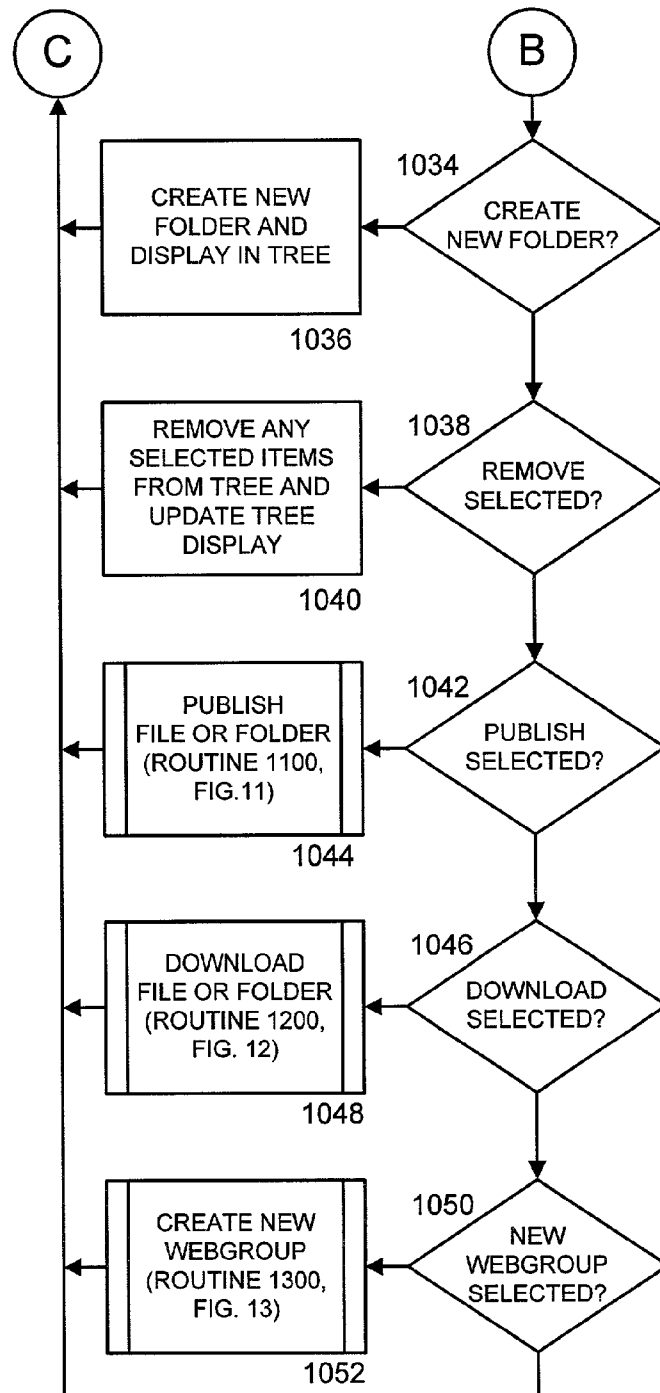 C
B
1034
CREATE
NEW FOLDER?
CREATE NEW
FOLDER AND
DISPLAY IN TREE
1036
1038
REMOVE
SELECTED?
REMOVE ANY
SELECTED ITEMS
FROM TREE AND
UPDATE TREE
DISPLAY
1040
1042
PUBLISH
SELECTED?
PUBLISH
FILE OR FOLDER
(ROUTINE 1100,
FIG.11)
1044
1046
DOWNLOAD
SELECTED?
DOWNLOAD
FILE OR FOLDER
(ROUTINE 1200,
FIG. 12)
1048
1050
NEW
WEBGROUP
SELECTED?
CREATE NEW
WEBGROUP
(ROUTINE 1300,
FIG. 13)
1052